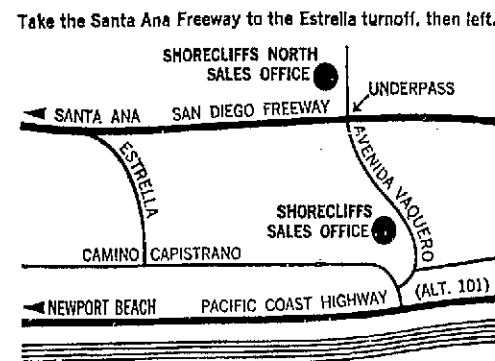 Take the Santa Ana Freeway to the Estrella turnoff, then left.
SHORECLIFFS NORTH
SALES OFFICE
UNDERPASS
SANTA ANA
SAN DIEGO FREEWAY
ESTRELLA
AVENIDA VAQUERO
SHORECLIFFS
SALES OFFICE
CAMINO CAPISTRANO
NEWPORT BEACH
PACIFIC COAST HIGHWAY
(ALT. 101)